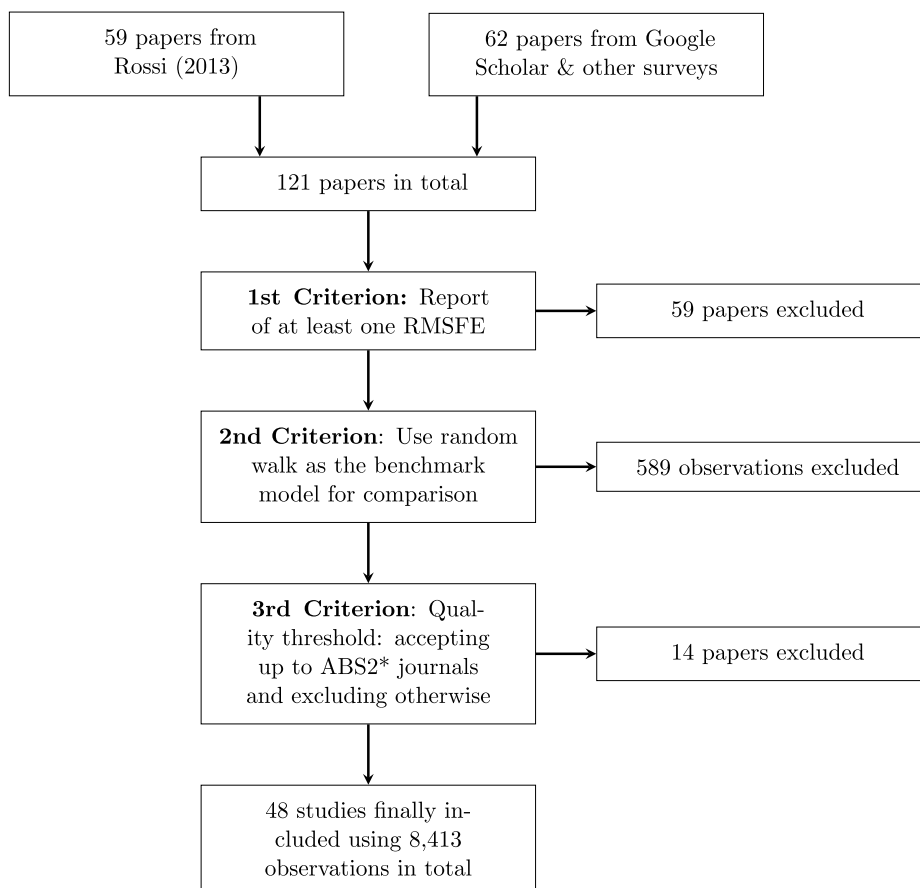 59 papers from
Rossi (2013)
62 papers from Google
Scholar & other surveys
121 papers in total
1st Criterion: Report
of at least one RMSFE
59 papers excluded
2nd Criterion: Use random
walk as the benchmark
model for comparison
589 observations excluded
3rd Criterion: Qual-
ity threshold: accepting
up to ABS2* journals
and excluding otherwise
14 papers excluded
48 studies finally in-
cluded using 8,413
observations in total